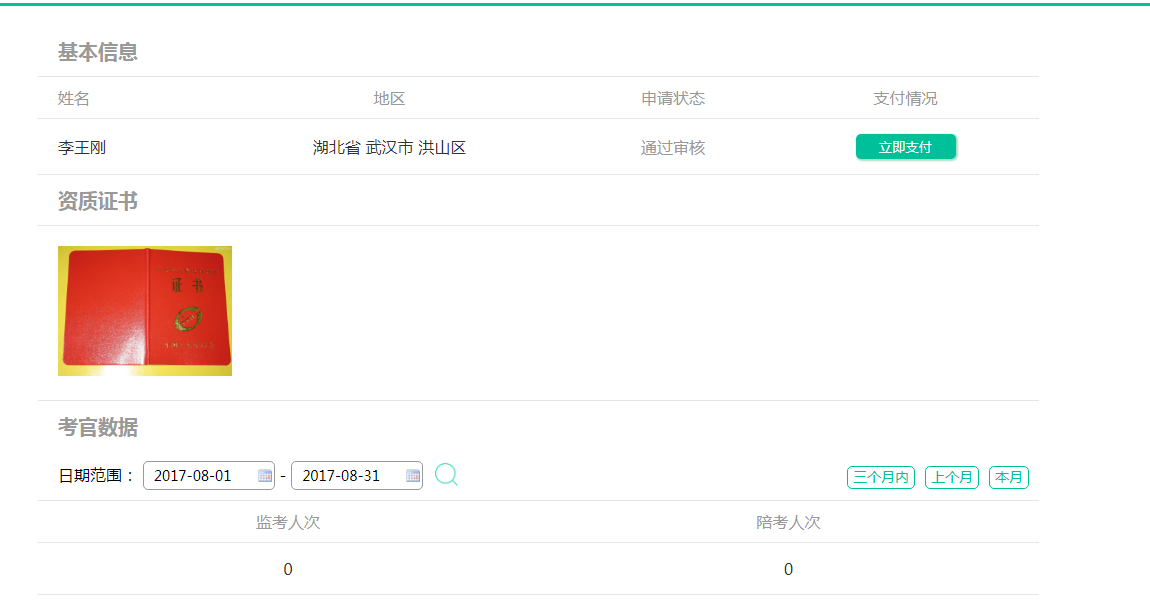 基本信息
姓名 地区 申请状态 支付情况
李王刚 湖北省 武汉市 洪山区 通过审核 立即支付
资质证书
证书
考官数据
日期范围： 2017-08-01 - 2017-08-31 三个月内 上个月 本月
监考人次 陪考人次
0 0